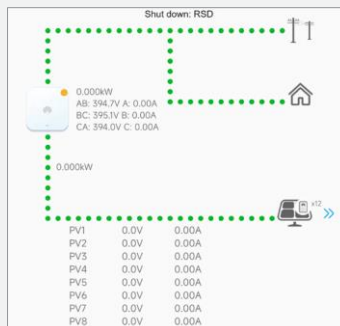 Shut down: RSD
0.000kW
AB: 394.7V A: 0.00A
BC: 395.1V B: 0.00A
CA: 394.0V C: 0.00A
0.000kW
x12
PV1 0.0V 0.00A
PV2 0.0V 0.00A
PV3 0.0V 0.00A
PV4 0.0V 0.00A
PV5 0.0V 0.00A
PV6 0.0V 0.00A
PV7 0.0V 0.00A
PV8 0.0V 0.00A